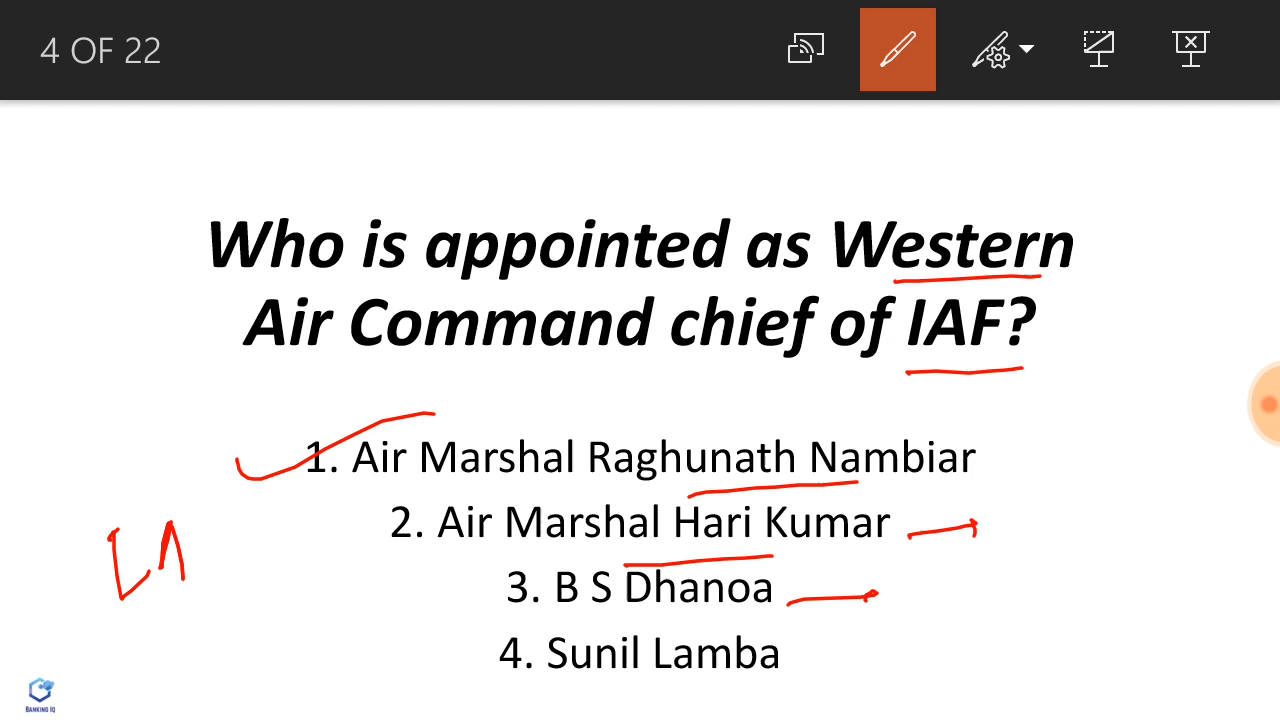 4 OF 22
Who is appointed as Western
Air Command chief of IAF?
1. Air Marshal Raghunath Nambiar
2. Air Marshal Hari Kumar
3. B S Dhanoa
4. Sunil Lamba
BANKING IQ